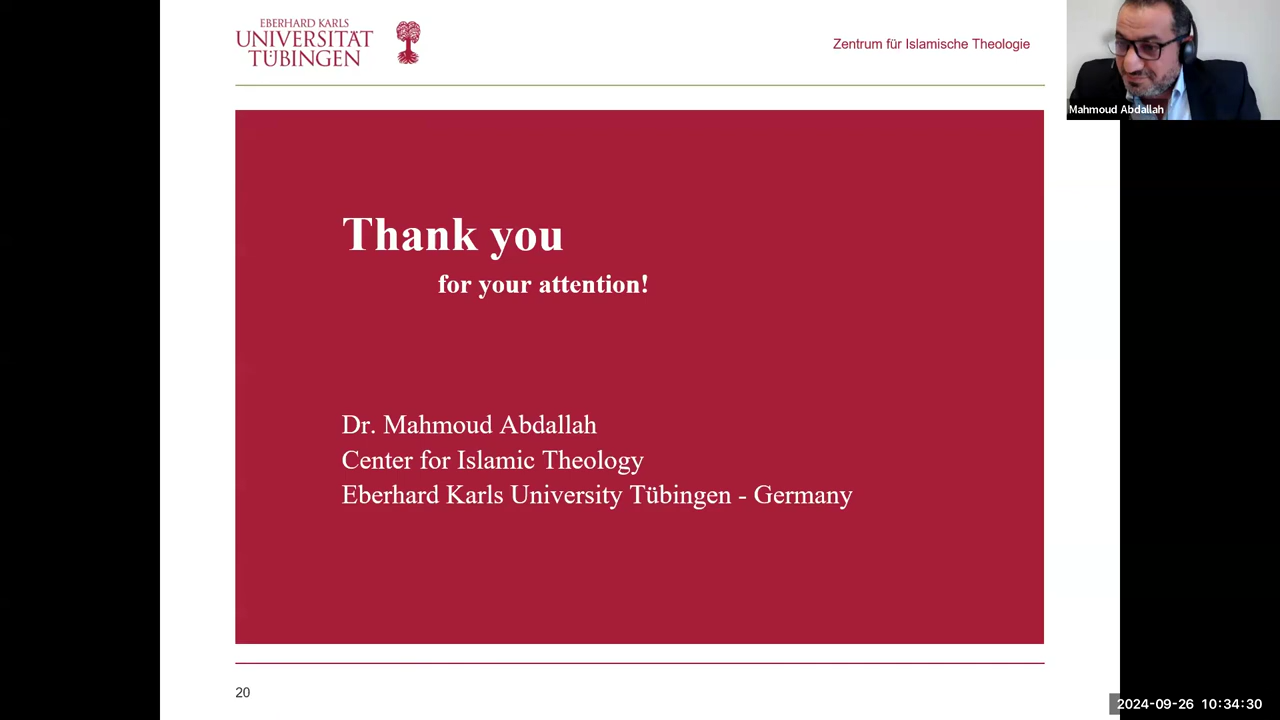 EBERHARD KARLS
UNIVERSITÄT
TÜBINGEN
Zentrum für Islamische Theologie
Mahmoud Abdallah
Thank you
for your attention!
Dr. Mahmoud Abdallah
Center for Islamic Theology
Eberhard Karls University Tübingen - Germany
20
2024-09-26 10:34:30